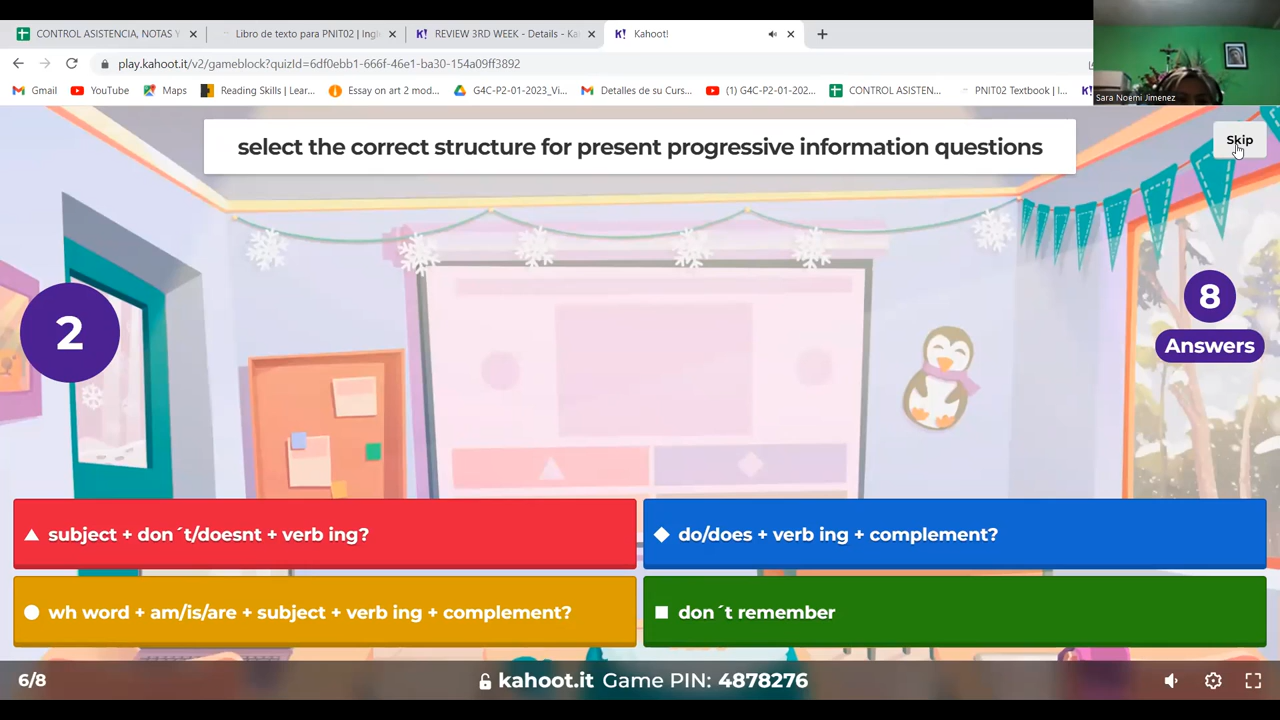 CONTROL ASISTENCIA, NOTAS Y
Libro de texto para PNIT02 | Ingl
REVIEW 3RD WEEK - Details - Ka
Kahoot!
play.kahoot.it/v2/gameblock?quizId=6df0ebb1-666f-46e1-ba30-154a09ff3892
Gmail
YouTube
Maps
Reading Skills | Lear...
Essay on art 2 mod...
G4C-P2-01-2023_Vi...
Detalles de su Curs...
(1) G4C-P2-01-202...
CONTROL ASISTEN...
PNIT02 Textbook | I...
Sara Noemi Jimenez
select the correct structure for present progressive information questions
Skip
2
8
Answers
subject + don´t/doesnt + verb ing?
do/does + verb ing + complement?
wh word + am/is/are + subject + verb ing + complement?
don´t remember
6/8
kahoot.it Game PIN: 4878276